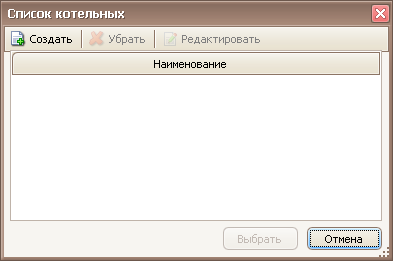 Список котельных
Создать Убрать Редактировать
Наименование
Выбрать Отмена